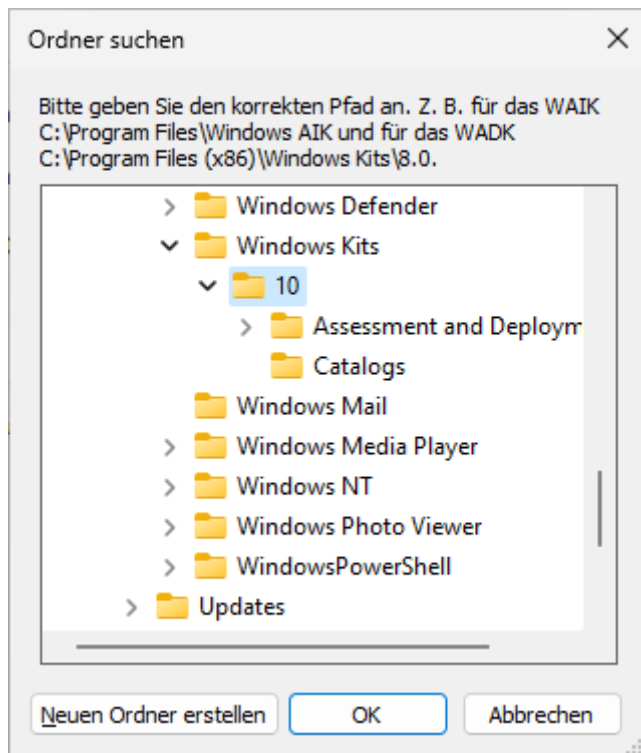 Ordner suchen
Bitte geben Sie den korrekten Pfad an. Z. B. für das WAIK
C:\Program Files\Windows AIK und für das WADK
C:\Program Files (x86)\Windows Kits\8.0.
Windows Defender
Windows Kits
10
Assessment and Deploym
Catalogs
Windows Mail
Windows Media Player
Windows NT
Windows Photo Viewer
WindowsPowerShell
Updates
Neuen Ordner erstellen OK Abbrechen